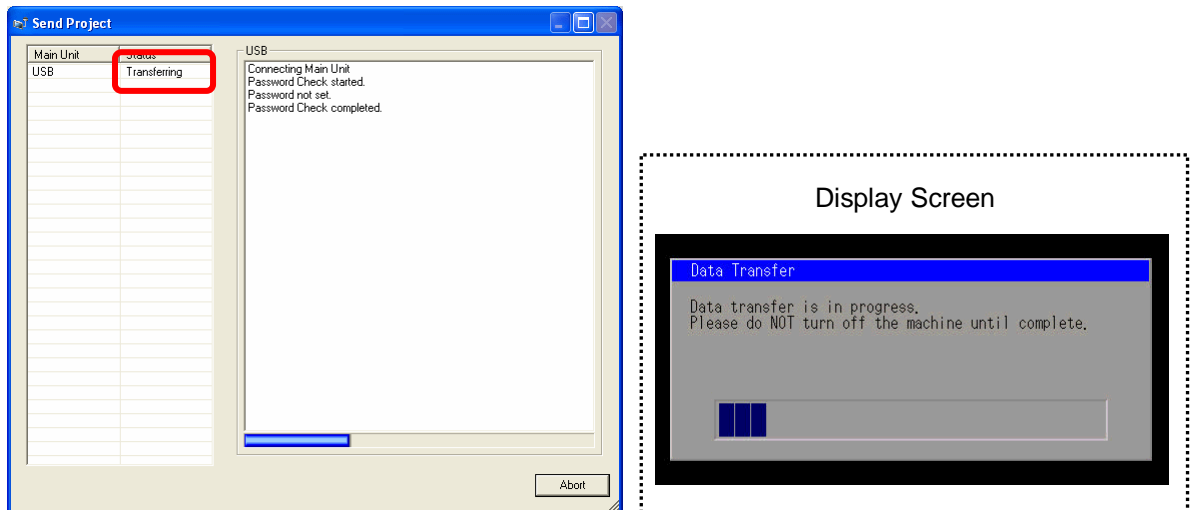 Send Project
Main Unit Status
USB Transferring
USB
Connecting Main Unit
Password Check started.
Password not set.
Password Check completed.
Abort
Display Screen
Data Transfer
Data transfer is in progress.
Please do NOT turn off the machine until complete.